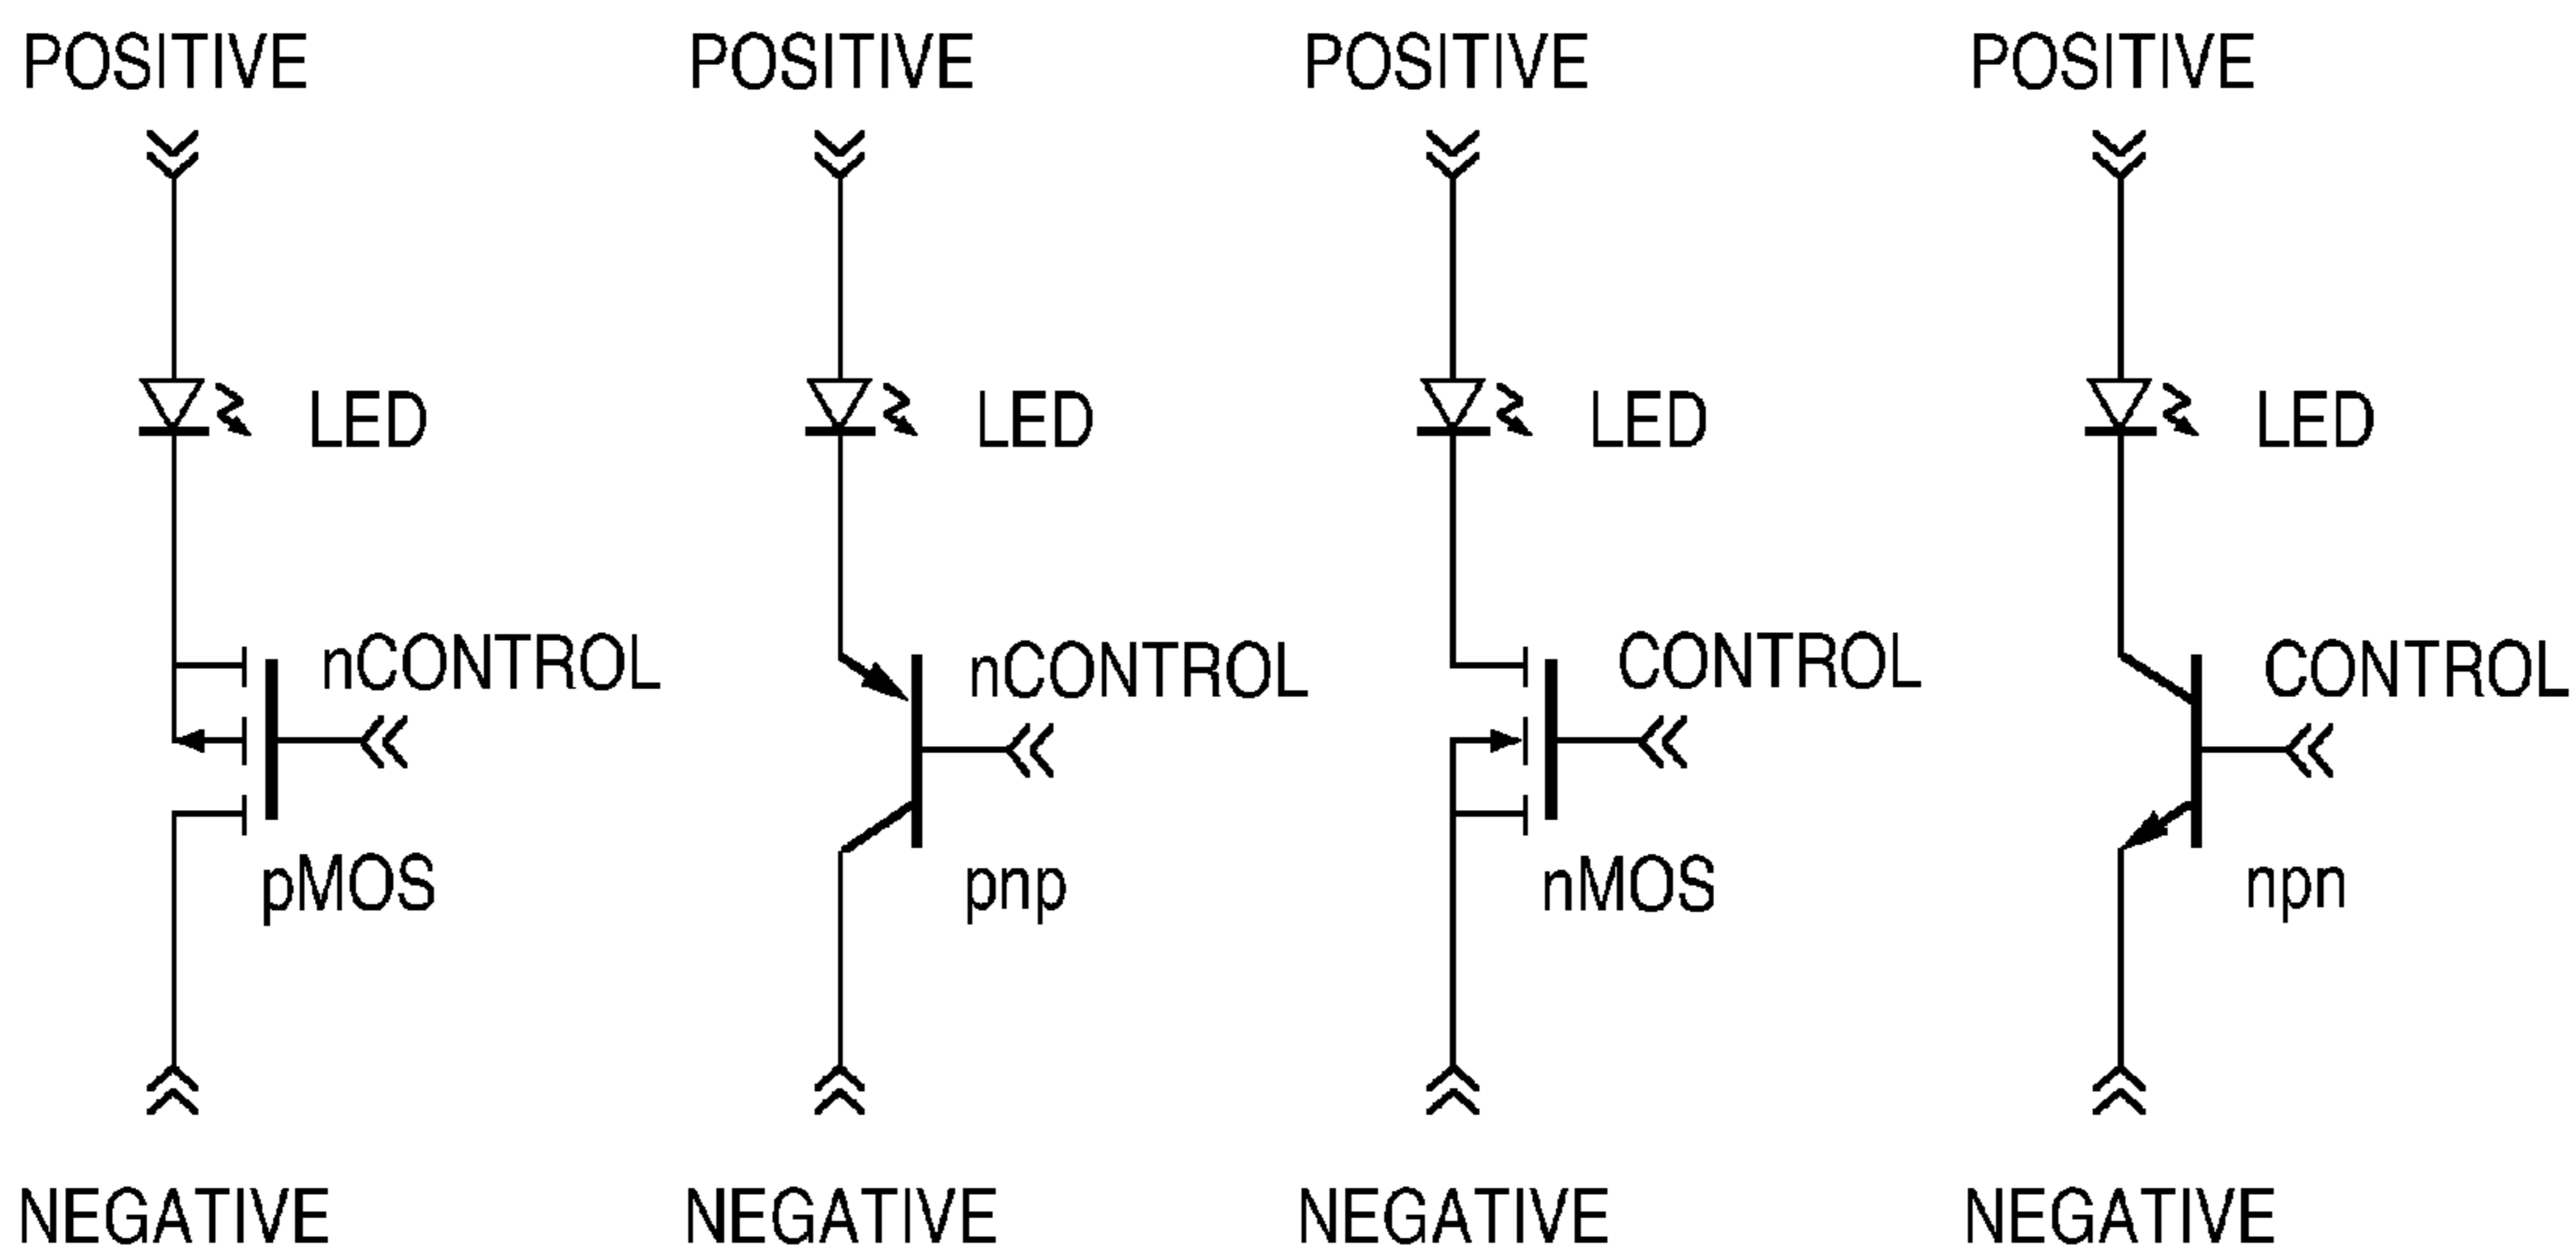 POSITIVE POSITIVE POSITIVE POSITIVE
LED LED LED LED
nCONTROL nCONTROL CONTROL CONTROL
pMOS pnp nMOS npn
NEGATIVE NEGATIVE NEGATIVE NEGATIVE